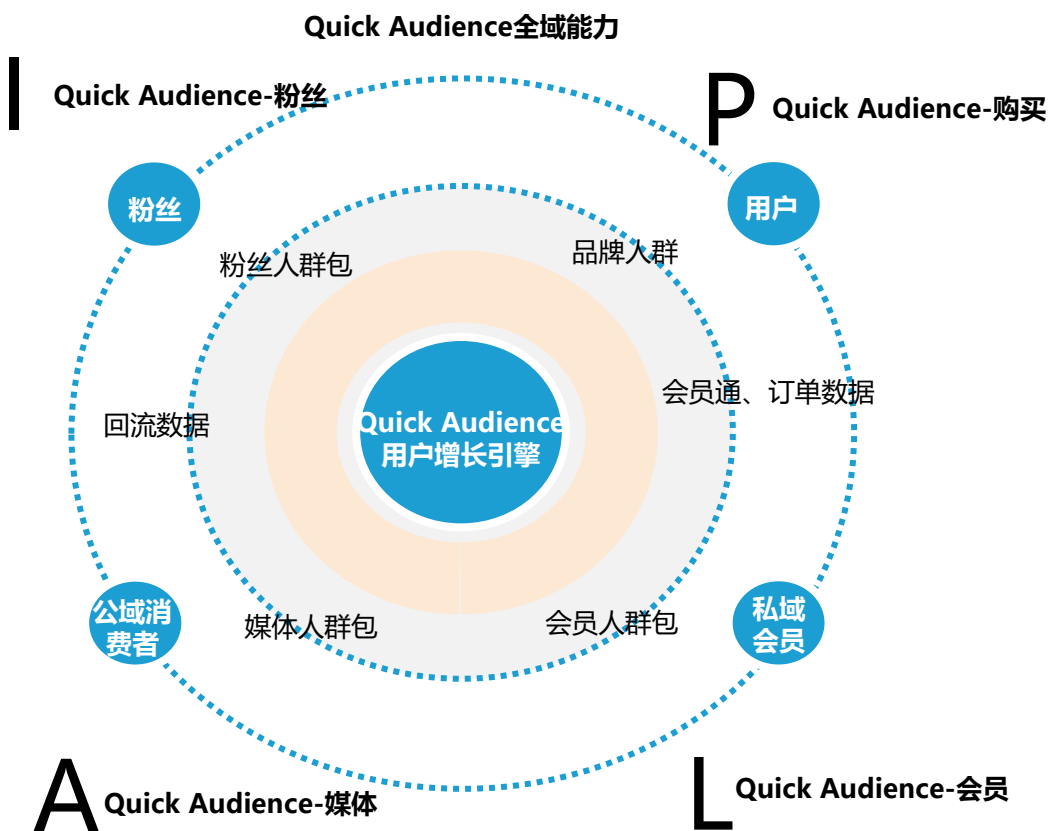 Quick Audience全域能力
I
Quick Audience-粉丝
P
Quick Audience-购买
粉丝
用户
粉丝人群包
品牌人群
会员通、订单数据
回流数据
Quick Audience
用户增长引擎
公域消
费者
媒体人群包
会员人群包
私域
会员
A
Quick Audience-媒体
L
Quick Audience-会员